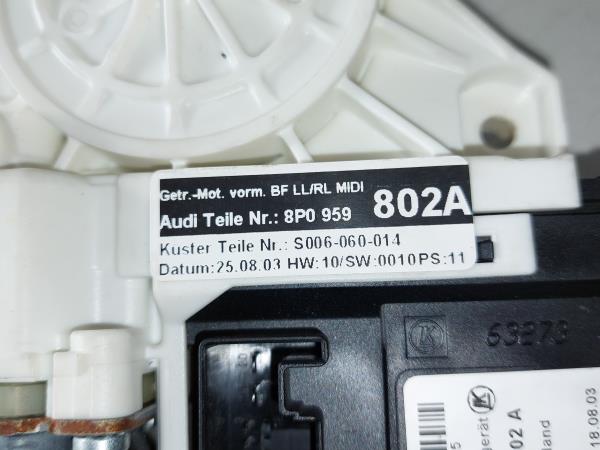 Getr.-Mot. vorm. BF LL/RL MIDI
Audi Teile Nr.: 8P0 959 802A
Kuster Teile Nr.: S006-060-014
Datum:25.08.03 HW:10/SW:0010PS:11
K 63273
K
02 A
18.08.03